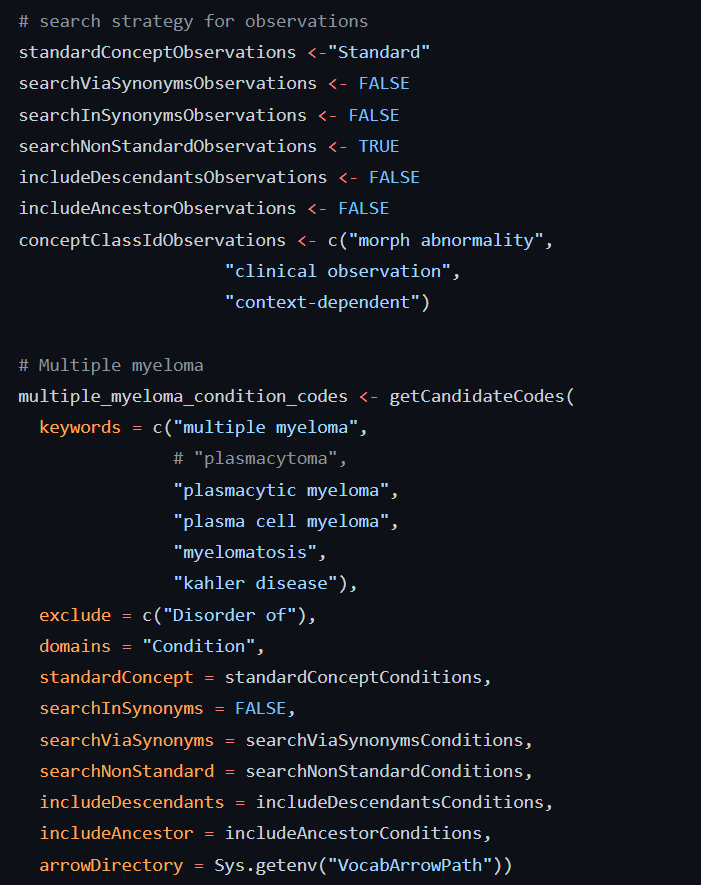 # search strategy for observations
standardConceptObservations <-"Standard"
searchViaSynonymsObservations <- FALSE
searchInSynonymsObservations <- FALSE
searchNonStandardObservations <- TRUE
includeDescendantsObservations <- FALSE
includeAncestorObservations <- FALSE
conceptClassIdObservations <- c("morph abnormality",
                    "clinical observation",
                    "context-dependent")

# Multiple myeloma
multiple_myeloma_condition_codes <- getCandidateCodes(
  keywords = c("multiple myeloma",
               # "plasmacytoma",
               "plasmacytic myeloma",
               "plasma cell myeloma",
               "myelomatosis",
               "kahler disease"),
  exclude = c("Disorder of"),
  domains = "Condition",
  standardConcept = standardConceptConditions,
  searchInSynonyms = FALSE,
  searchViaSynonyms = searchViaSynonymsConditions,
  searchNonStandard = searchNonStandardConditions,
  includeDescendants = includeDescendantsConditions,
  includeAncestor = includeAncestorConditions,
  arrowDirectory = Sys.getenv("VocabArrowPath"))